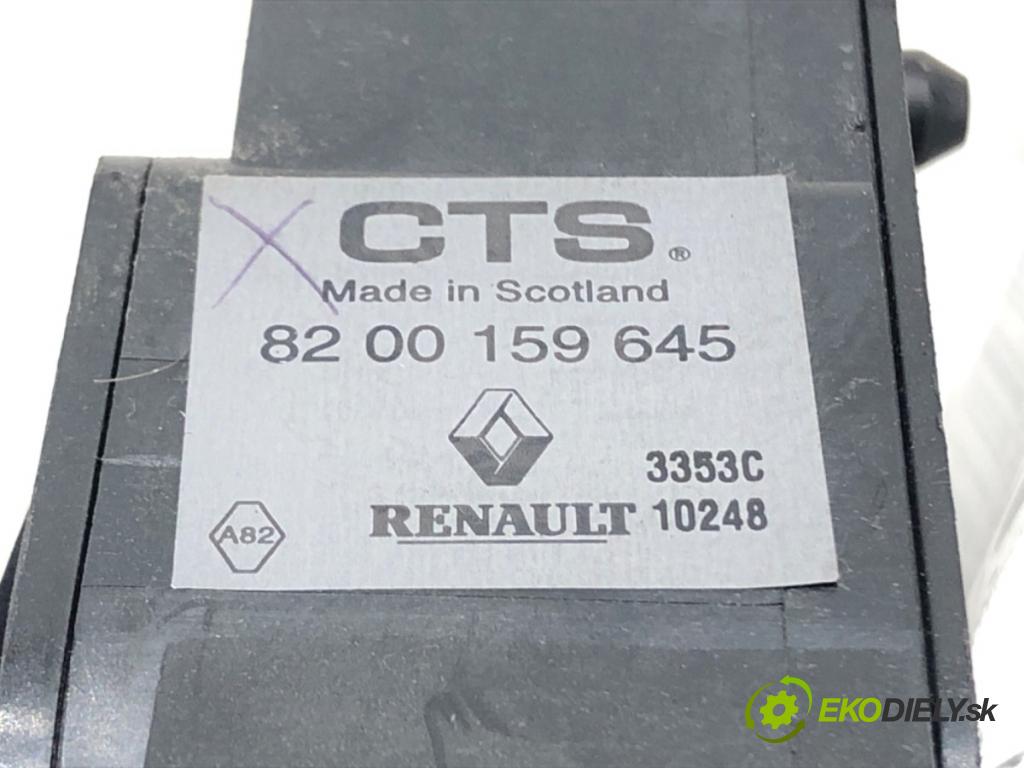 CTS®
Made in Scotland
82 00 159 645
3353C
RENAULT 10248
A82
EKODIELY.sk